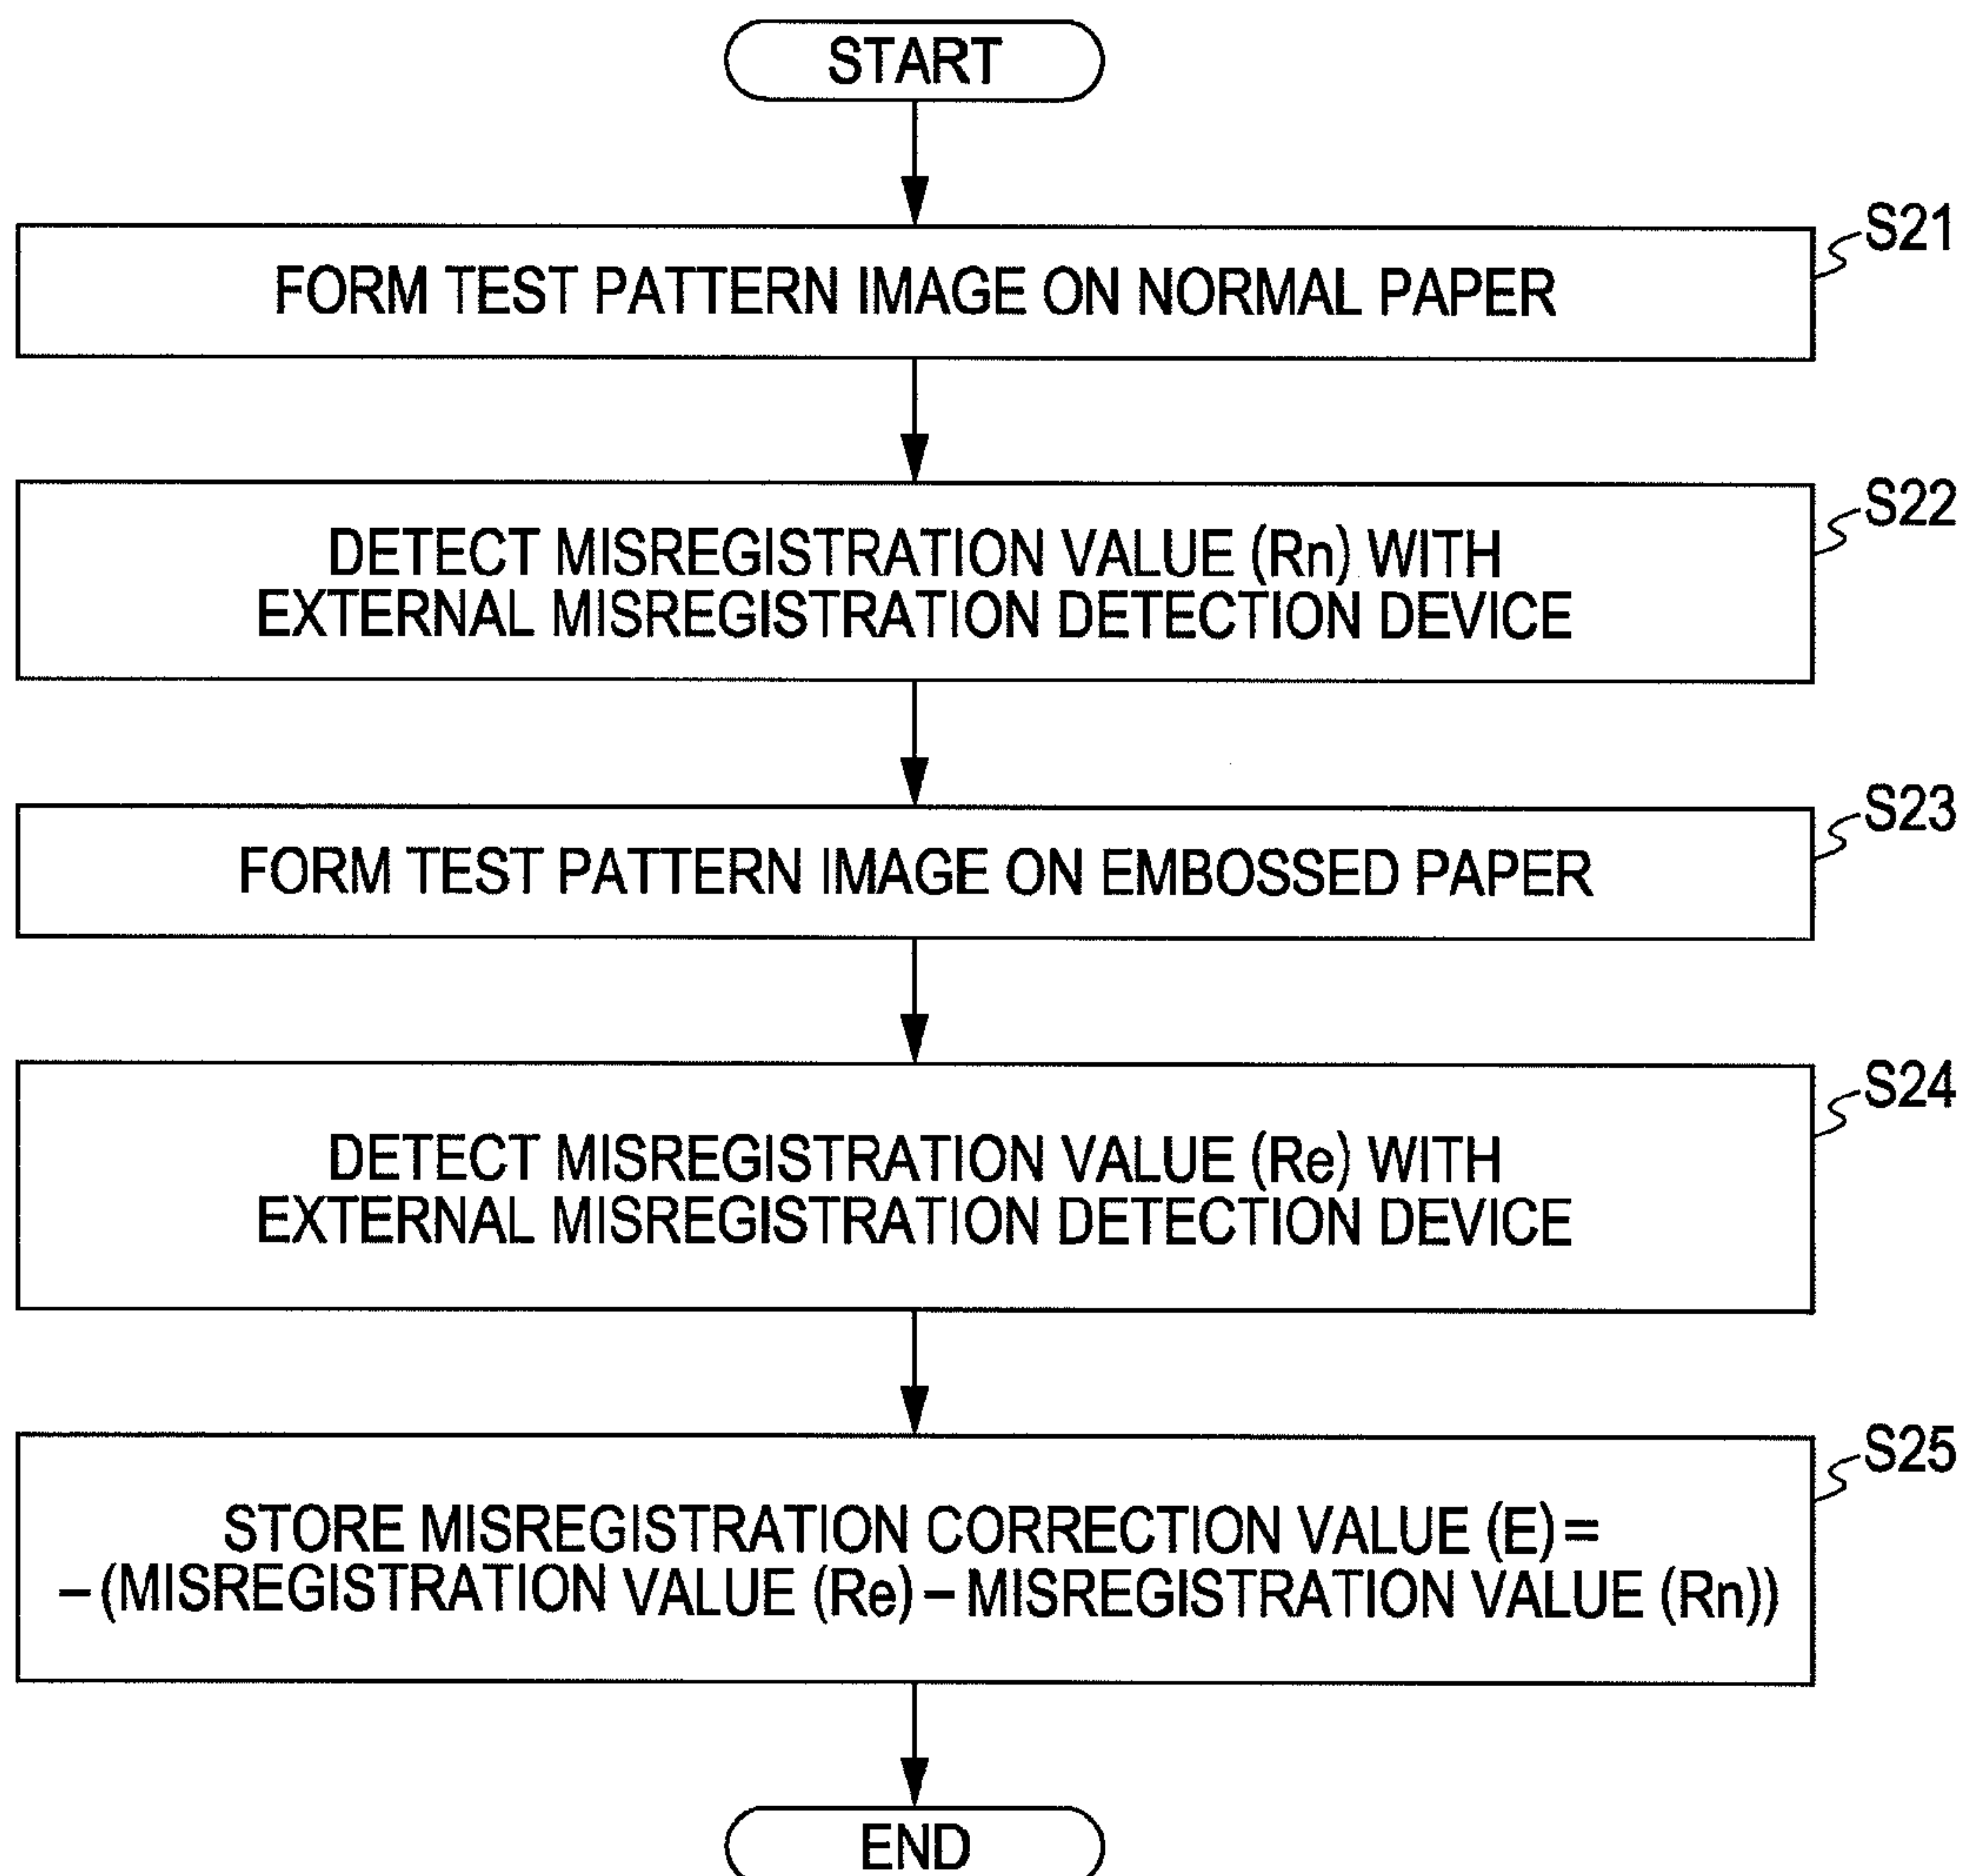 START
S21
FORM TEST PATTERN IMAGE ON NORMAL PAPER
S22
DETECT MISREGISTRATION VALUE (Rn) WITH
EXTERNAL MISREGISTRATION DETECTION DEVICE
S23
FORM TEST PATTERN IMAGE ON EMBOSSED PAPER
S24
DETECT MISREGISTRATION VALUE (Re) WITH
EXTERNAL MISREGISTRATION DETECTION DEVICE
S25
STORE MISREGISTRATION CORRECTION VALUE (E) =
– (MISREGISTRATION VALUE (Re) – MISREGISTRATION VALUE (Rn))
END